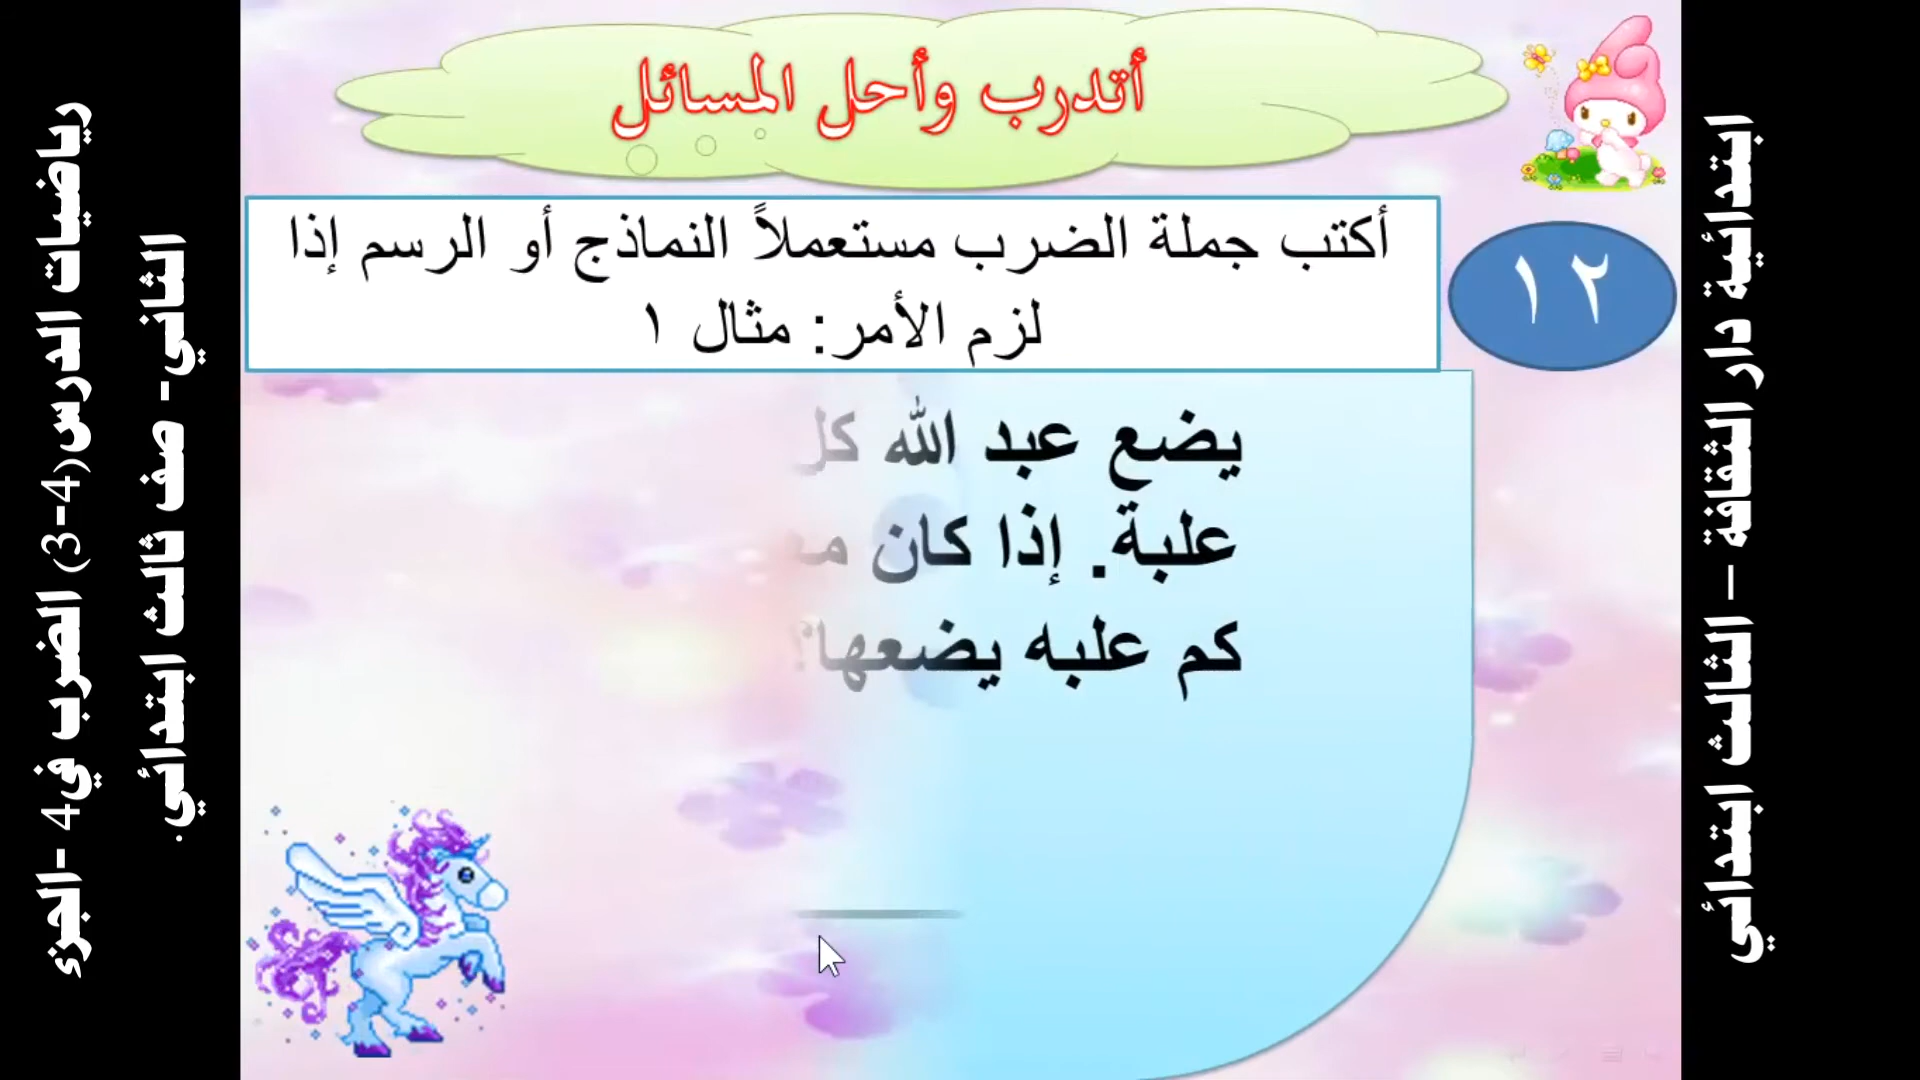 أتدرب وأحل المسائل
١٢
أكتب جملة الضرب مستعملاً النماذج أو الرسم إذا
لزم الأمر: مثال ١
يضع عبد الله كل
علبة. إذا كان
كم علبه يضعها؟
رياضيات الدرس(4-3) الضرب في4 -الجزء
الثاني- صف ثالث ابتدائي.
ابتدائية دار الثقافة – الثالث ابتدائي